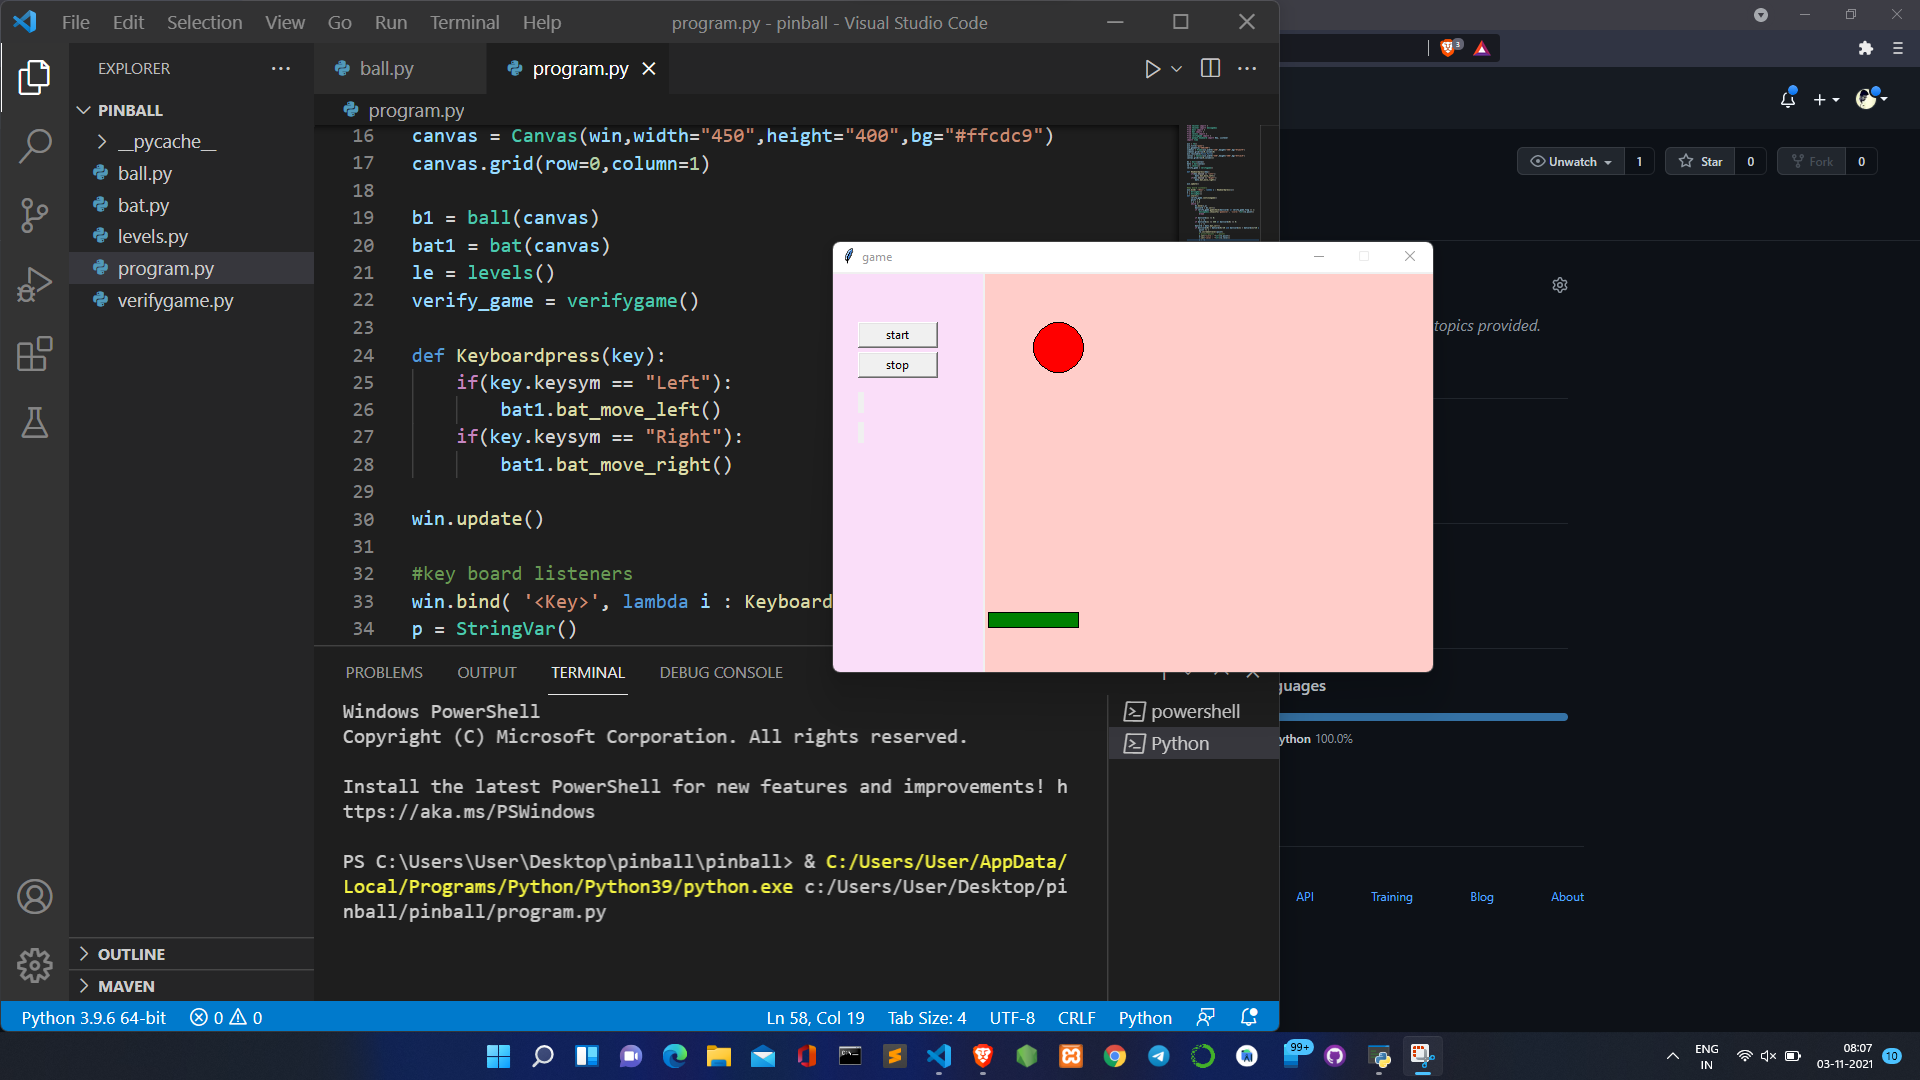 File Edit Selection View Go Run Terminal Help
program.py - pinball - Visual Studio Code
EXPLORER
ball.py
program.py
PINBALL
__pycache__
ball.py
bat.py
levels.py
program.py
verifygame.py
OUTLINE
MAVEN
program.py
16 canvas = Canvas(win,width="450",height="400",bg="#ffcdc9")
17 canvas.grid(row=0,column=1)
18
19 b1 = ball(canvas)
20 bat1 = bat(canvas)
21 le = levels()
22 verify_game = verifygame()
23
24 def Keyboardpress(key):
25 if(key.keysym == "Left"):
26 bat1.bat_move_left()
27 if(key.keysym == "Right"):
28 bat1.bat_move_right()
29
30 win.update()
31
32 #key board listeners
33 win.bind( '<Key>', lambda i : Keyboard
34 p = StringVar()
game
start
stop
PROBLEMS OUTPUT TERMINAL DEBUG CONSOLE
Windows PowerShell
Copyright (C) Microsoft Corporation. All rights reserved.
Install the latest PowerShell for new features and improvements! h
ttps://aka.ms/PSWindows
PS C:\Users\User\Desktop\pinball\pinball> & C:/Users/User/AppData/
Local/Programs/Python/Python39/python.exe c:/Users/User/Desktop/pi
nball/pinball/program.py
powershell
Python
Python 3.9.6 64-bit 0 0
Ln 58, Col 19 Tab Size: 4 UTF-8 CRLF Python
3
Unwatch 1 Star 0 Fork 0
topics provided.
guages
ython 100.0%
API Training Blog About
99+
ENG
IN
08:07
03-11-2021
10